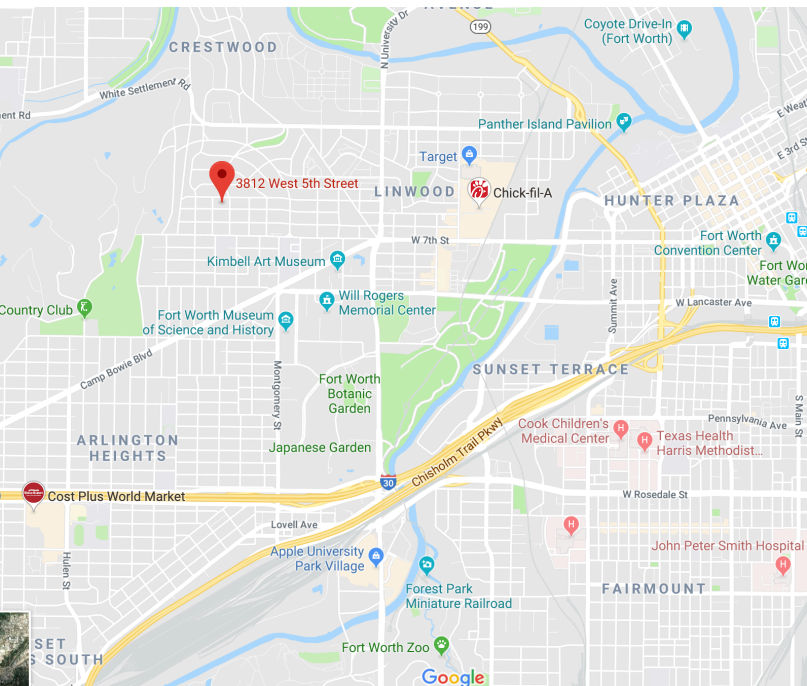 AVENUE
N University Dr
199
Coyote Drive-In
(Fort Worth)
CRESTWOOD
White Settlement Rd
ent Rd
E Weat
Panther Island Pavilion
E 3rd S
Target
3812 West 5th Street
LINWOOD
Chick-fil-A
HUNTER PLAZA
W 7th St
Fort Worth
Convention Center
Kimbell Art Museum
Fort Wor
Water Gard
Country Club
Will Rogers
Memorial Center
Fort Worth Museum
of Science and History
Summit Ave
W Lancaster Ave
Camp Bowie Blvd
Montgomery St
SUNSET TERRACE
Fort Worth
Botanic
Garden
S Main St
Pennsylvania Ave
Cook Children's
Medical Center
Texas Health
Harris Methodist...
ARLINGTON
HEIGHTS
Japanese Garden
Chisholm Trail Pkwy
30
Cost Plus World Market
W Rosedale St
Lovell Ave
H
H
H
H
Apple University
Park Village
John Peter Smith Hospital
Hulen St
Forest Park
Miniature Railroad
FAIRMOUNT
SET
S SOUTH
Fort Worth Zoo
Google